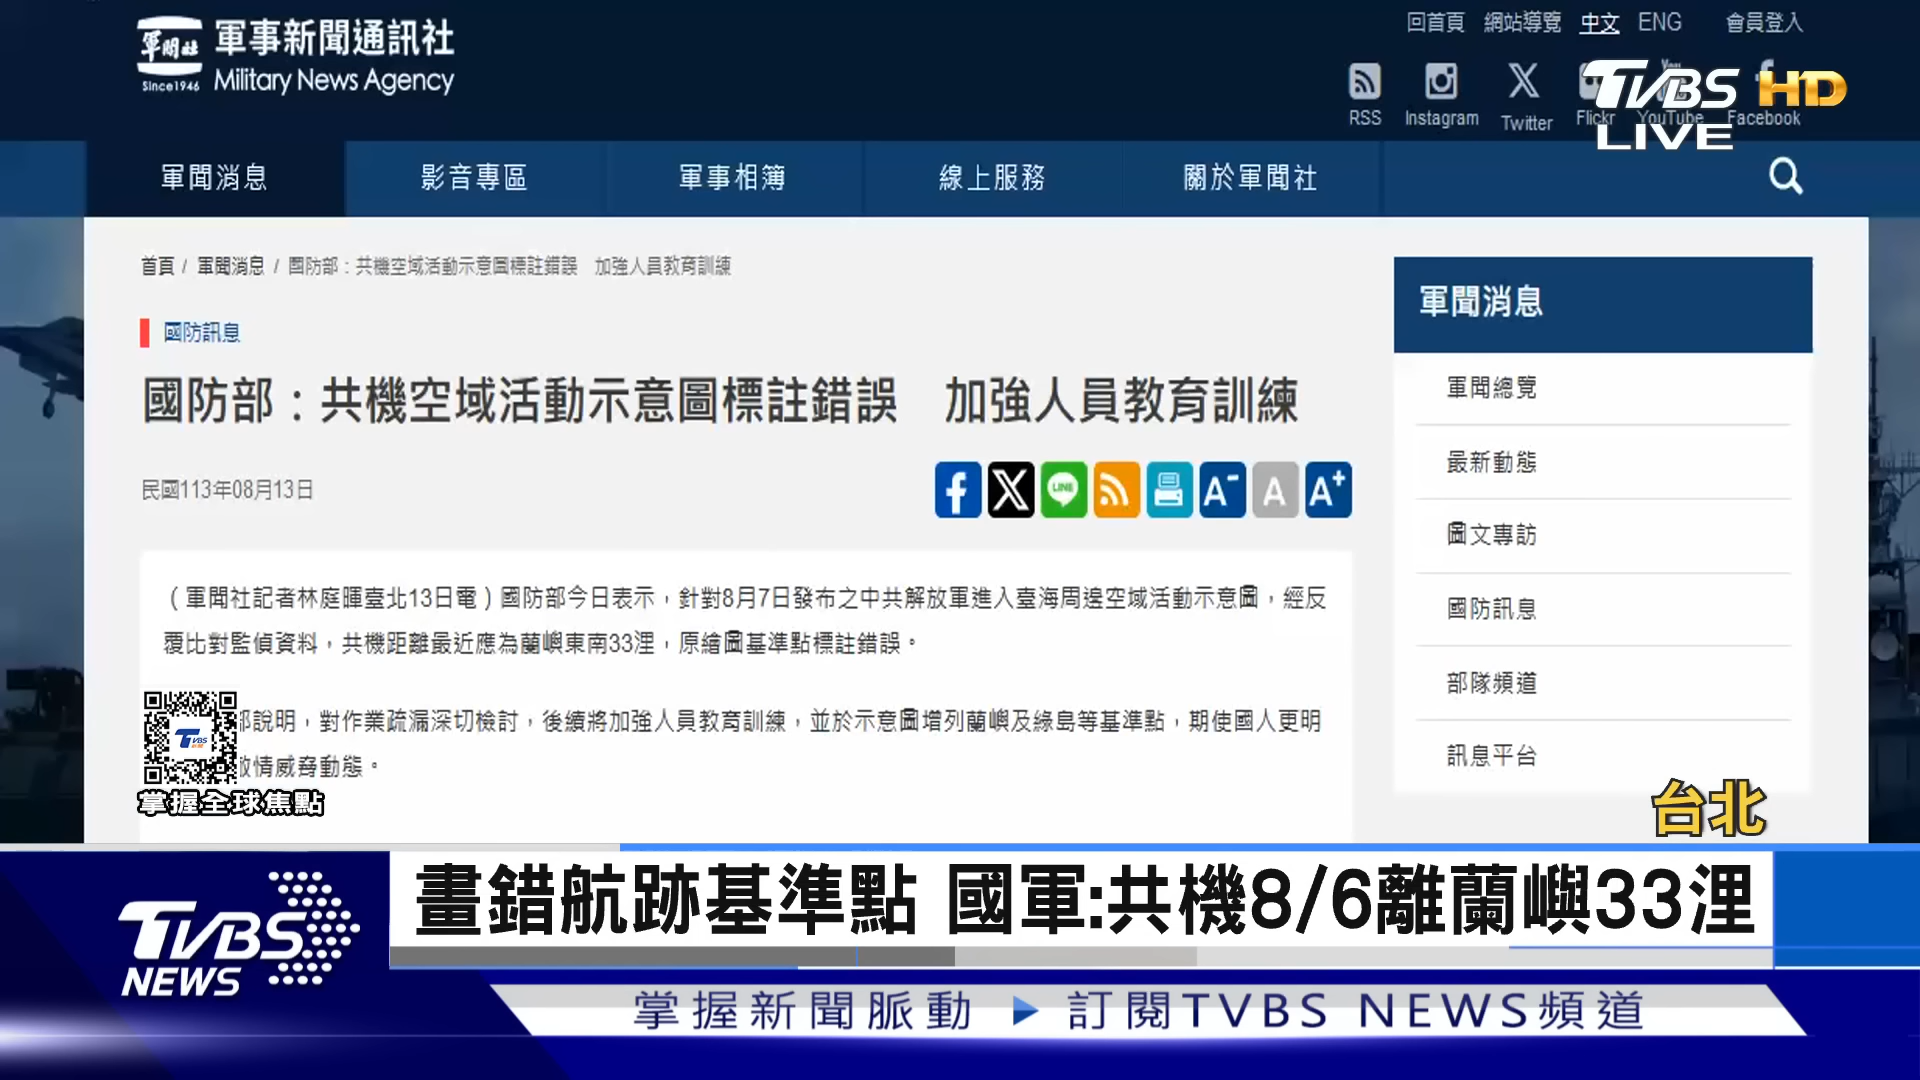 軍聞社
Since1946
軍事新聞通訊社
Military News Agency
回首頁 網站導覽 中文 ENG 會員登入
RSS Instagram Twitter Flickr YouTube Facebook
TVBS HD
LIVE
軍聞消息 影音專區 軍事相簿 線上服務 關於軍聞社
首頁 / 軍聞消息 / 國防部：共機空域活動示意圖標註錯誤 加強人員教育訓練
國防訊息
國防部：共機空域活動示意圖標註錯誤 加強人員教育訓練
民國113年08月13日
LINE A- A A+
（軍聞社記者林庭暉臺北13日電）國防部今日表示，針對8月7日發布之中共解放軍進入臺海周邊空域活動示意圖，經反
覆比對監偵資料，共機距離最近應為蘭嶼東南33浬，原繪圖基準點標註錯誤。
部說明，對作業疏漏深切檢討，後續將加強人員教育訓練，並於示意圖增列蘭嶼及綠島等基準點，期使國人更明
敵情威脅動態。
軍聞消息
軍聞總覽
最新動態
圖文專訪
國防訊息
部隊頻道
訊息平台
TVBS
掌握全球焦點
台北
畫錯航跡基準點 國軍:共機8/6離蘭嶼33浬
TVBS
NEWS
掌握新聞脈動 ▶ 訂閱TVBS NEWS頻道